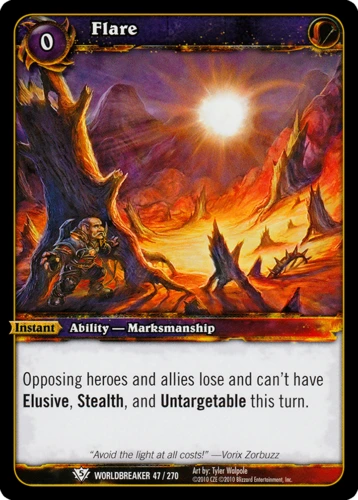 0
Flare
Instant
Ability — Marksmanship
Opposing heroes and allies lose and can't have
Elusive, Stealth, and Untargetable this turn.
"Avoid the light at all costs!" —Vorix Zorbuzz
S
WORLDBREAKER 47 / 270
Art by: Tyler Walpole
©2010 CZE ©2010 Blizzard Entertainment, Inc.